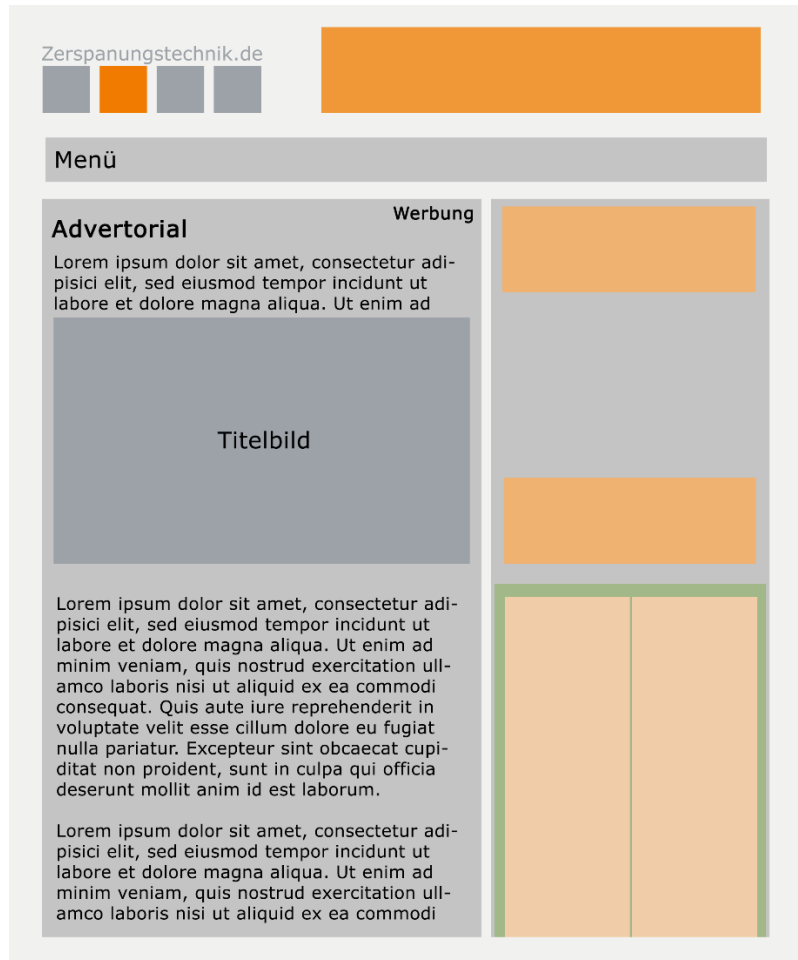 Zerspanungstechnik.de
Menü
Werbung
Advertorial
Lorem ipsum dolor sit amet, consectetur adi-
pisici elit, sed eiusmod tempor incidunt ut
labore et dolore magna aliqua. Ut enim ad
Titelbild
Lorem ipsum dolor sit amet, consectetur adi-
pisici elit, sed eiusmod tempor incidunt ut
labore et dolore magna aliqua. Ut enim ad
minim veniam, quis nostrud exercitation ull-
amco laboris nisi ut aliquid ex ea commodi
consequat. Quis aute iure reprehenderit in
voluptate velit esse cillum dolore eu fugiat
nulla pariatur. Excepteur sint obcaecat cupi-
ditat non proident, sunt in culpa qui officia
deserunt mollit anim id est laborum.
Lorem ipsum dolor sit amet, consectetur adi-
pisici elit, sed eiusmod tempor incidunt ut
labore et dolore magna aliqua. Ut enim ad
minim veniam, quis nostrud exercitation ull-
amco laboris nisi ut aliquid ex ea commodi